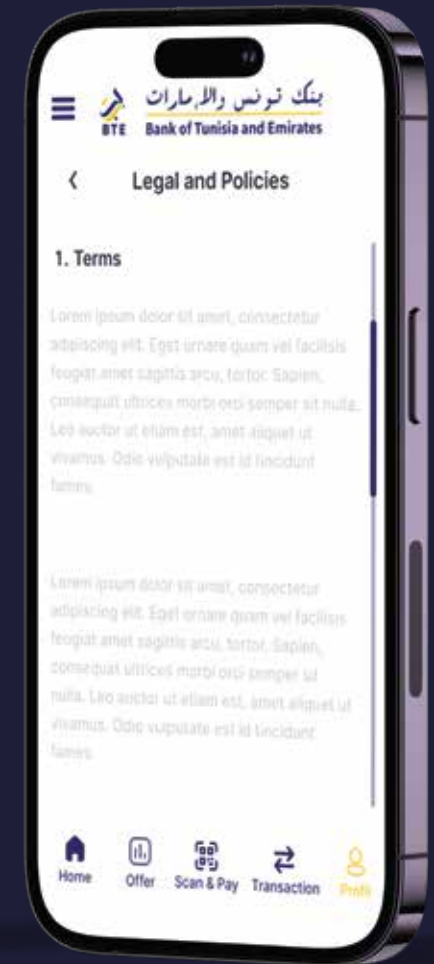 بنك تونس والإمارات
BTE
Bank of Tunisia and Emirates
Legal and Policies
1. Terms
Lorem ipsum dolor sit amet, consectetur
adipiscing elit. Eget ornare quam vel facilisis
feugiat amet sagittis arcu, tortor. Sapien,
consequat ultrices morbi orci semper sit nulla.
Leo auctor ut etiam est, amet aliquet ut
vivamus. Odio vulputate est id tincidunt
fames.
Lorem ipsum dolor sit amet, consectetur
adipiscing elit. Eget ornare quam vel facilisis
feugiat amet sagittis arcu, tortor. Sapien,
consequat ultrices morbi orci semper sit
nulla. Leo auctor ut etiam est, amet aliquet ut
vivamus. Odio vulputate est id tincidunt
fames.
Home
Offer
Scan & Pay
Transaction
Profil